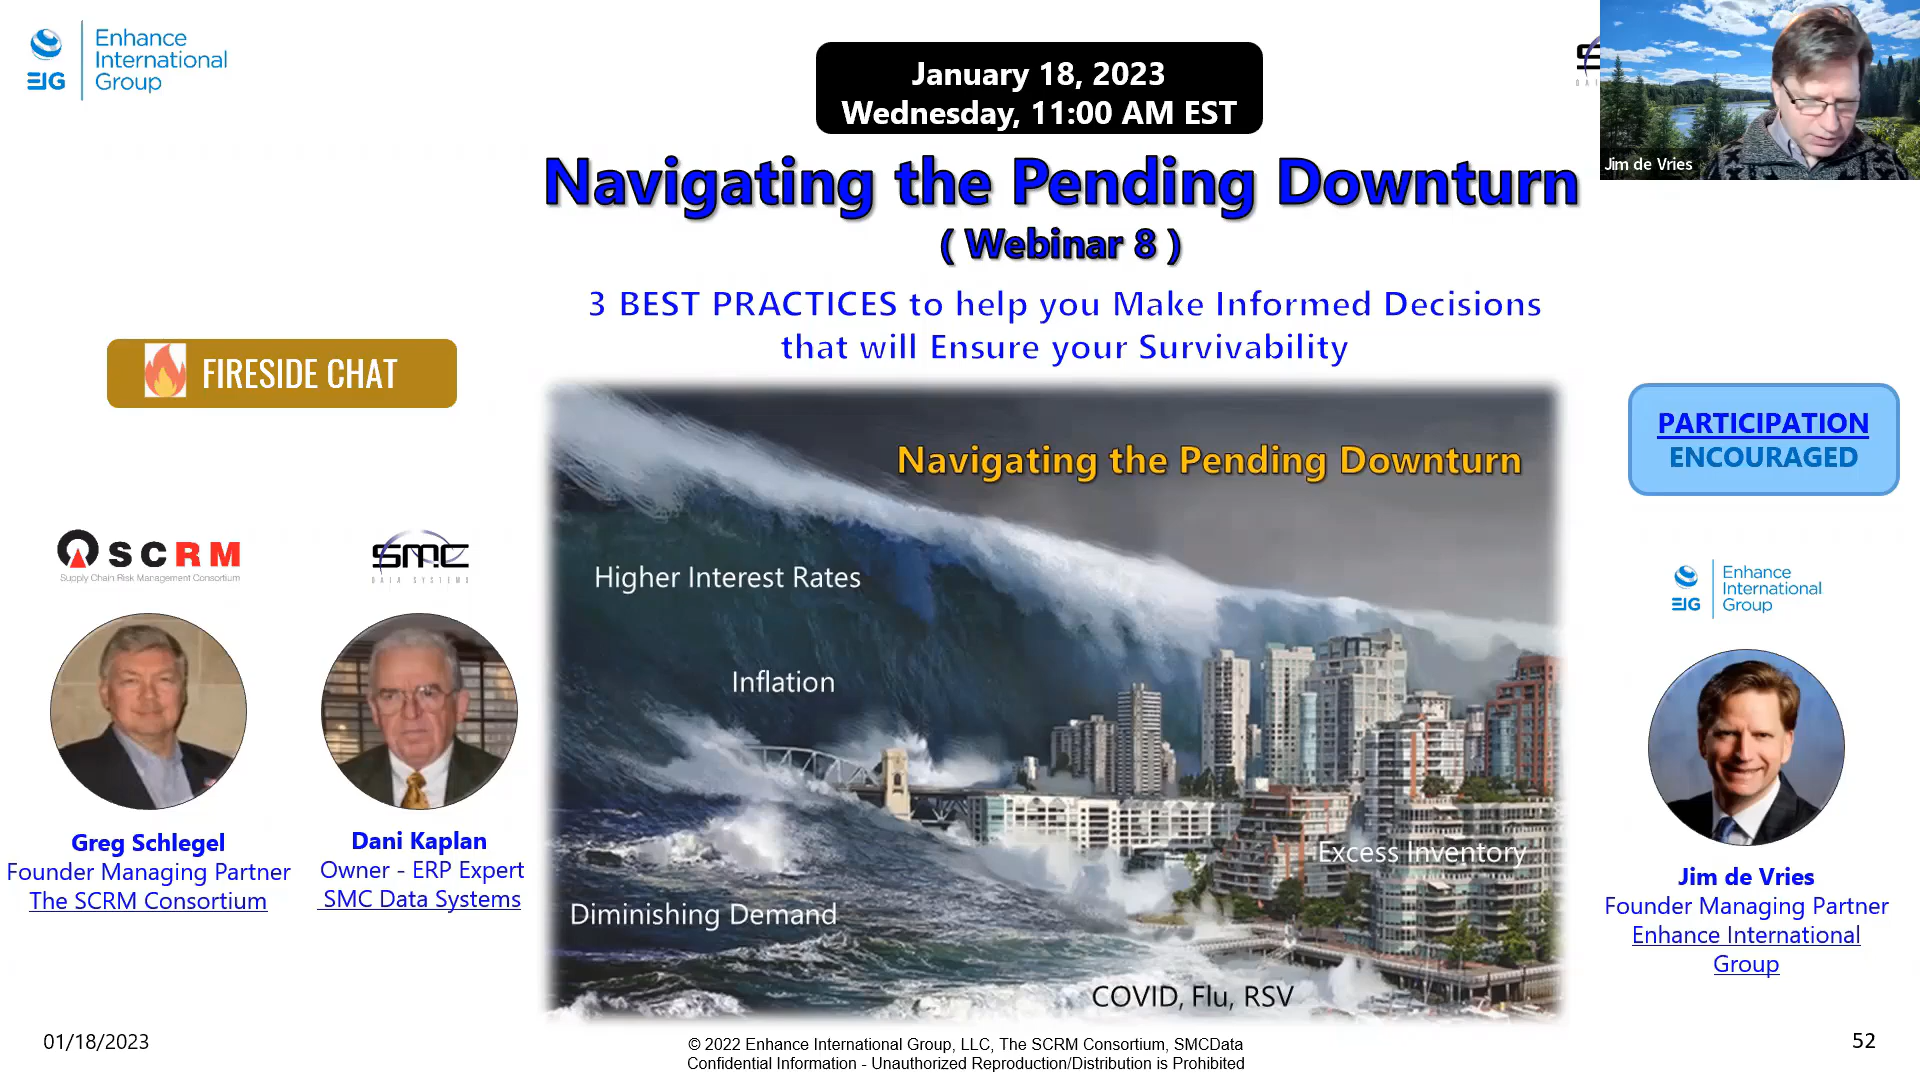 Enhance
International
Group
EIG
January 18, 2023
Wednesday, 11:00 AM EST
Jim de Vries
Navigating the Pending Downturn
( Webinar 8 )
3 BEST PRACTICES to help you Make Informed Decisions
that will Ensure your Survivability
FIRESIDE CHAT
PARTICIPATION
ENCOURAGED
Navigating the Pending Downturn
Higher Interest Rates
Inflation
Excess Inventory
Diminishing Demand
COVID, Flu, RSV
SCRM
Supply Chain Risk Management Consortium
SMC
DATA SYSTEMS
Greg Schlegel
Founder Managing Partner
The SCRM Consortium
Dani Kaplan
Owner - ERP Expert
SMC Data Systems
Enhance
International
Group
EIG
Jim de Vries
Founder Managing Partner
Enhance International
Group
01/18/2023
© 2022 Enhance International Group, LLC, The SCRM Consortium, SMCData
Confidential Information - Unauthorized Reproduction/Distribution is Prohibited
52